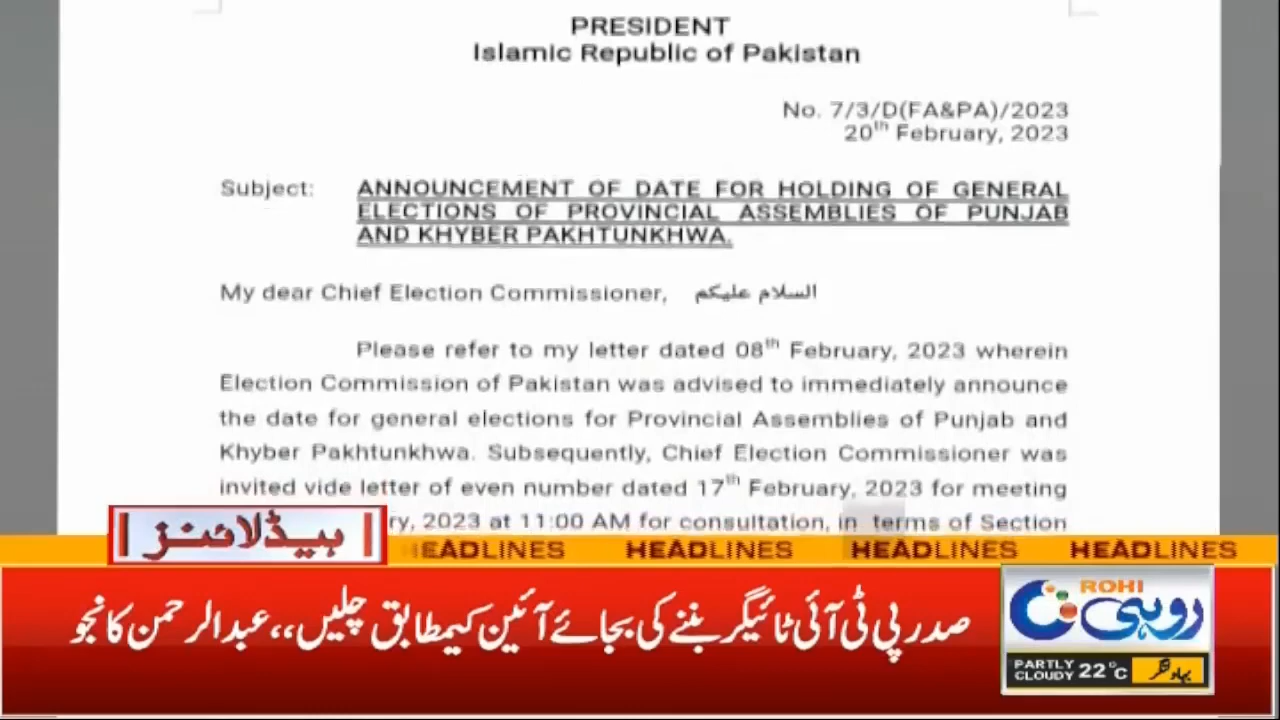 PRESIDENT
Islamic Republic of Pakistan
No. 7/3/D(FA&PA)/2023
20th February, 2023
Subject: ANNOUNCEMENT OF DATE FOR HOLDING OF GENERAL
ELECTIONS OF PROVINCIAL ASSEMBLIES OF PUNJAB
AND KHYBER PAKHTUNKHWA.
My dear Chief Election Commissioner, السلام علیکم
Please refer to my letter dated 08th February, 2023 wherein
Election Commission of Pakistan was advised to immediately announce
the date for general elections for Provincial Assemblies of Punjab and
Khyber Pakhtunkhwa. Subsequently, Chief Election Commissioner was
invited vide letter of even number dated 17th February, 2023 for meeting
ry, 2023 at 11:00 AM for consultation, in terms of Section
ہیڈلائنز
HEADLINES HEADLINES HEADLINES HEADLINES
صدر پی ٹی آئی ٹائیگر بننے کی بجائے آئین کیمطابق چلیں،،عبدالرحمن کانجو
ROHI
روہی
PARTLY CLOUDY 22°C بہاولنگر